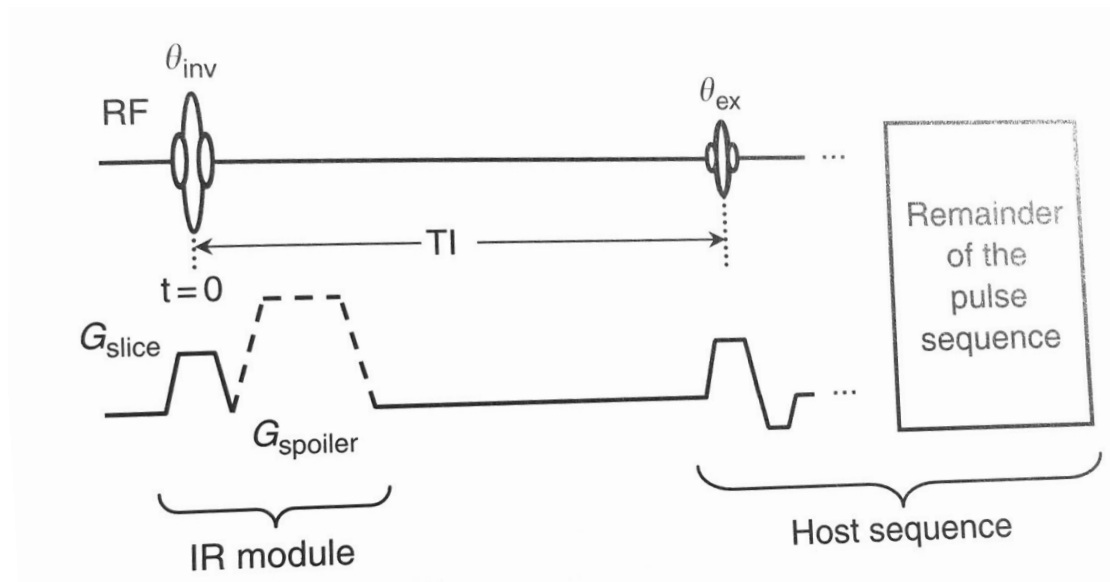 θinv
θex
RF
...
Remainder
of the
pulse
sequence
TI
t=0
Gslice
...
Gspoiler
IR module
Host sequence